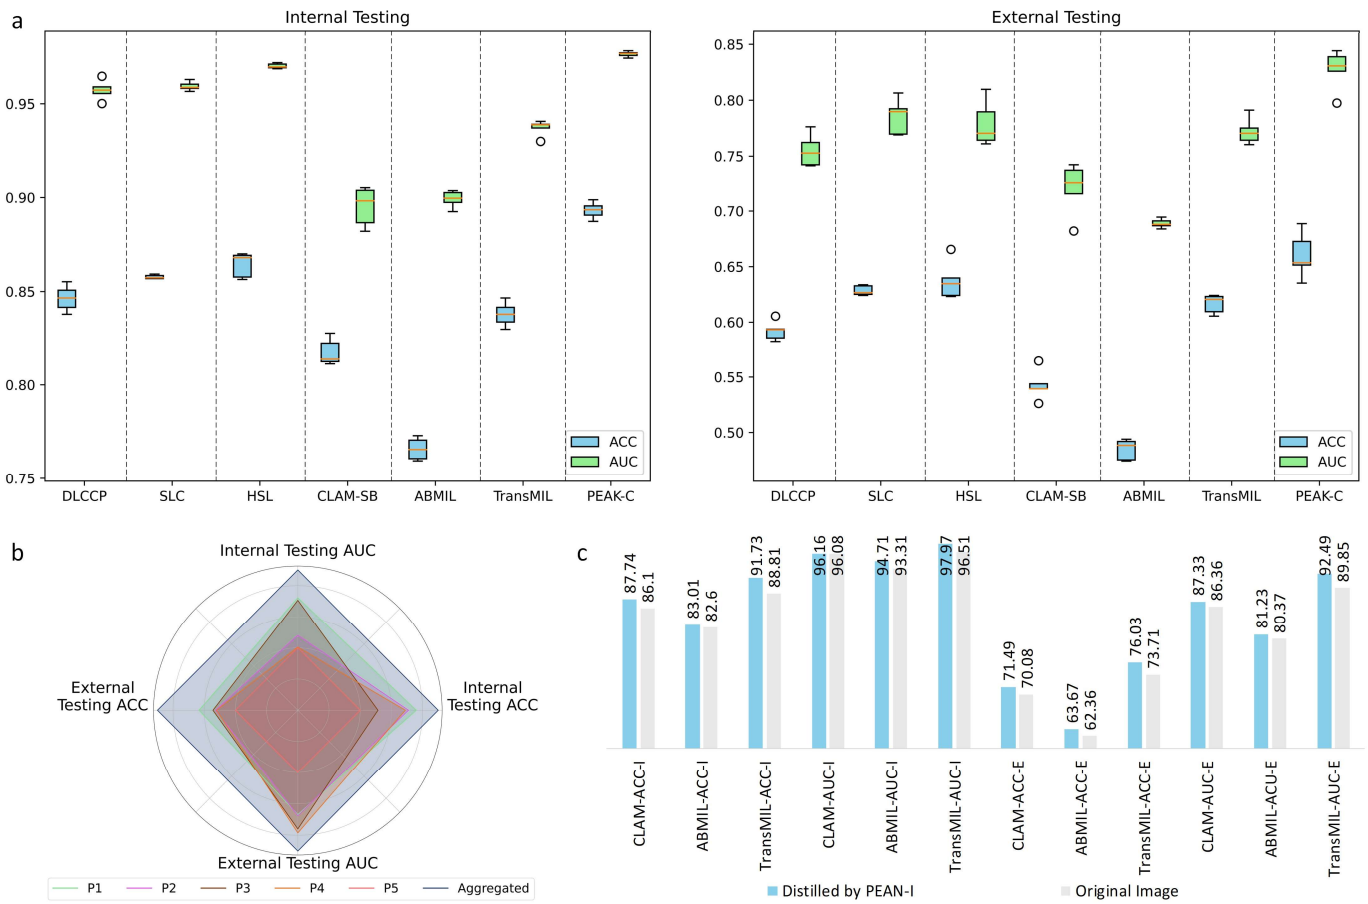 a
Internal Testing
0.95
0.90
0.85
0.80
0.75
ACC
AUC
DLCCP SLC HSL CLAM-SB ABMIL TransMIL PEAK-C
External Testing
0.85
0.80
0.75
0.70
0.65
0.60
0.55
0.50
ACC
AUC
DLCCP SLC HSL CLAM-SB ABMIL TransMIL PEAK-C
b
Internal Testing AUC
External
Testing ACC
Internal
Testing ACC
External Testing AUC
P1 P2 P3 P4 P5 Aggregated
c
87.74 86.1 83.01 82.6 91.73 88.81 96.16 96.08 94.71 93.31 97.97 96.51 71.49 70.08 63.67 62.36 76.03 73.71 87.33 86.36 81.23 80.37 92.49 89.85
CLAM-ACC-I
ABMIL-ACC-I
TransMIL-ACC-I
CLAM-AUC-I
ABMIL-AUC-I
TransMIL-AUC-I
CLAM-ACC-E
ABMIL-ACC-E
TransMIL-ACC-E
CLAM-AUC-E
ABMIL-ACU-E
TransMIL-AUC-E
Distilled by PEAN-I Original Image